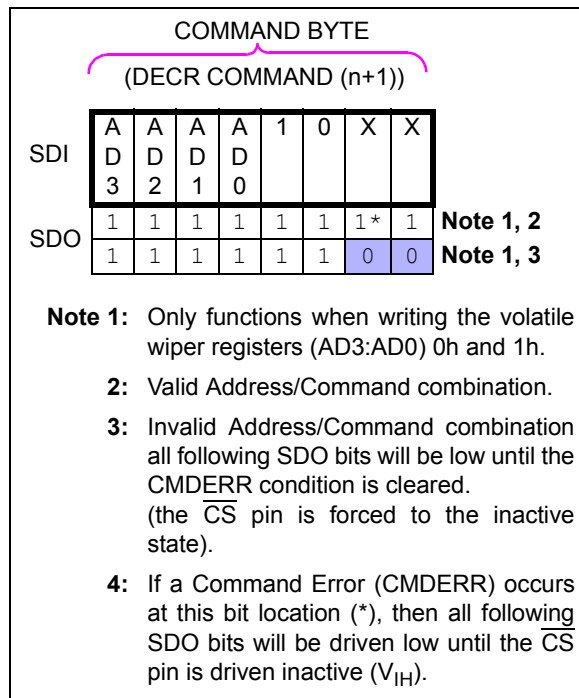 COMMAND BYTE
(DECR COMMAND (n+1))
SDI
A A A A 1 0 X X
D D D D
3 2 1 0
SDO
1 1 1 1 1 1 1* 1 Note 1, 2
1 1 1 1 1 1 0 0 Note 1, 3
Note 1: Only functions when writing the volatile
wiper registers (AD3:AD0) 0h and 1h.
2: Valid Address/Command combination.
3: Invalid Address/Command combination
all following SDO bits will be low until the
CMDERR condition is cleared.
(the CS pin is forced to the inactive
state).
4: If a Command Error (CMDERR) occurs
at this bit location (*), then all following
SDO bits will be driven low until the CS
pin is driven inactive (VIH).